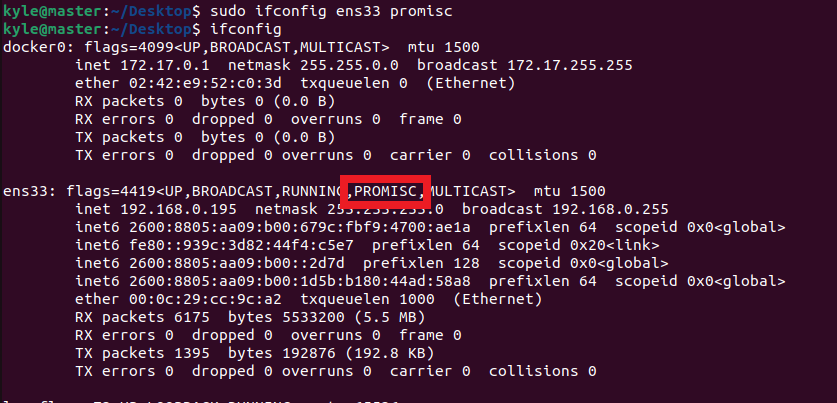 kyle@master:~/Desktop$ sudo ifconfig ens33 promisc
kyle@master:~/Desktop$ ifconfig
docker0: flags=4099<UP,BROADCAST,MULTICAST>  mtu 1500
        inet 172.17.0.1  netmask 255.255.0.0  broadcast 172.17.255.255
        ether 02:42:e9:52:c0:3d  txqueuelen 0  (Ethernet)
        RX packets 0  bytes 0 (0.0 B)
        RX errors 0  dropped 0  overruns 0  frame 0
        TX packets 0  bytes 0 (0.0 B)
        TX errors 0  dropped 0 overruns 0  carrier 0  collisions 0
ens33: flags=4419<UP,BROADCAST,RUNNING,PROMISC,MULTICAST>  mtu 1500
        inet 192.168.0.195  netmask 255.255.255.0  broadcast 192.168.0.255
        inet6 2600:8805:aa09:b00:679c:fbf9:4700:ae1a  prefixlen 64  scopeid 0x0<global>
        inet6 fe80::939c:3d82:44f4:c5e7  prefixlen 64  scopeid 0x20<link>
        inet6 2600:8805:aa09:b00::2d7d  prefixlen 128  scopeid 0x0<global>
        inet6 2600:8805:aa09:b00:1d5b:b180:44ad:58a8  prefixlen 64  scopeid 0x0<global>
        ether 00:0c:29:cc:9c:a2  txqueuelen 1000  (Ethernet)
        RX packets 6175  bytes 5533200 (5.5 MB)
        RX errors 0  dropped 0  overruns 0  frame 0
        TX packets 1395  bytes 192876 (192.8 KB)
        TX errors 0  dropped 0 overruns 0  carrier 0  collisions 0